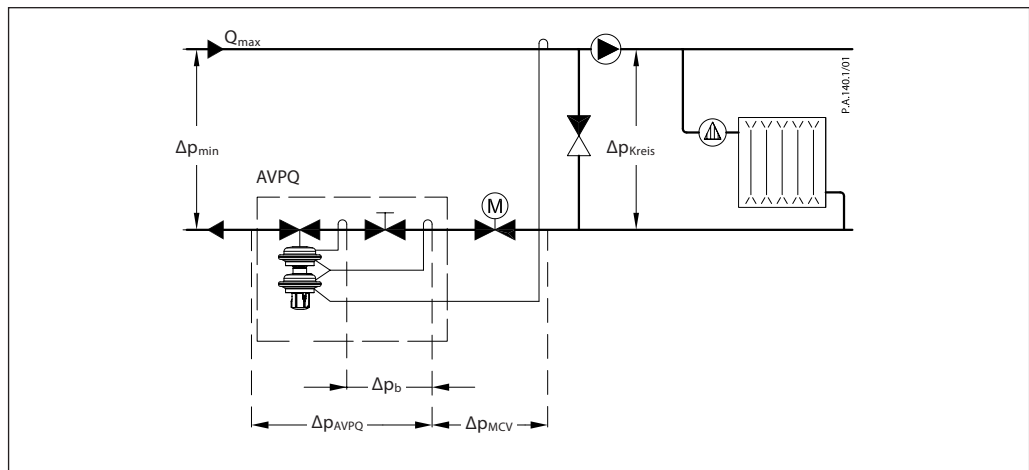 Qmax
P.A.140.1/01
Δpmin
ΔpKreis
AVPQ
M
Δpb
ΔpAVPQ
ΔpMCV